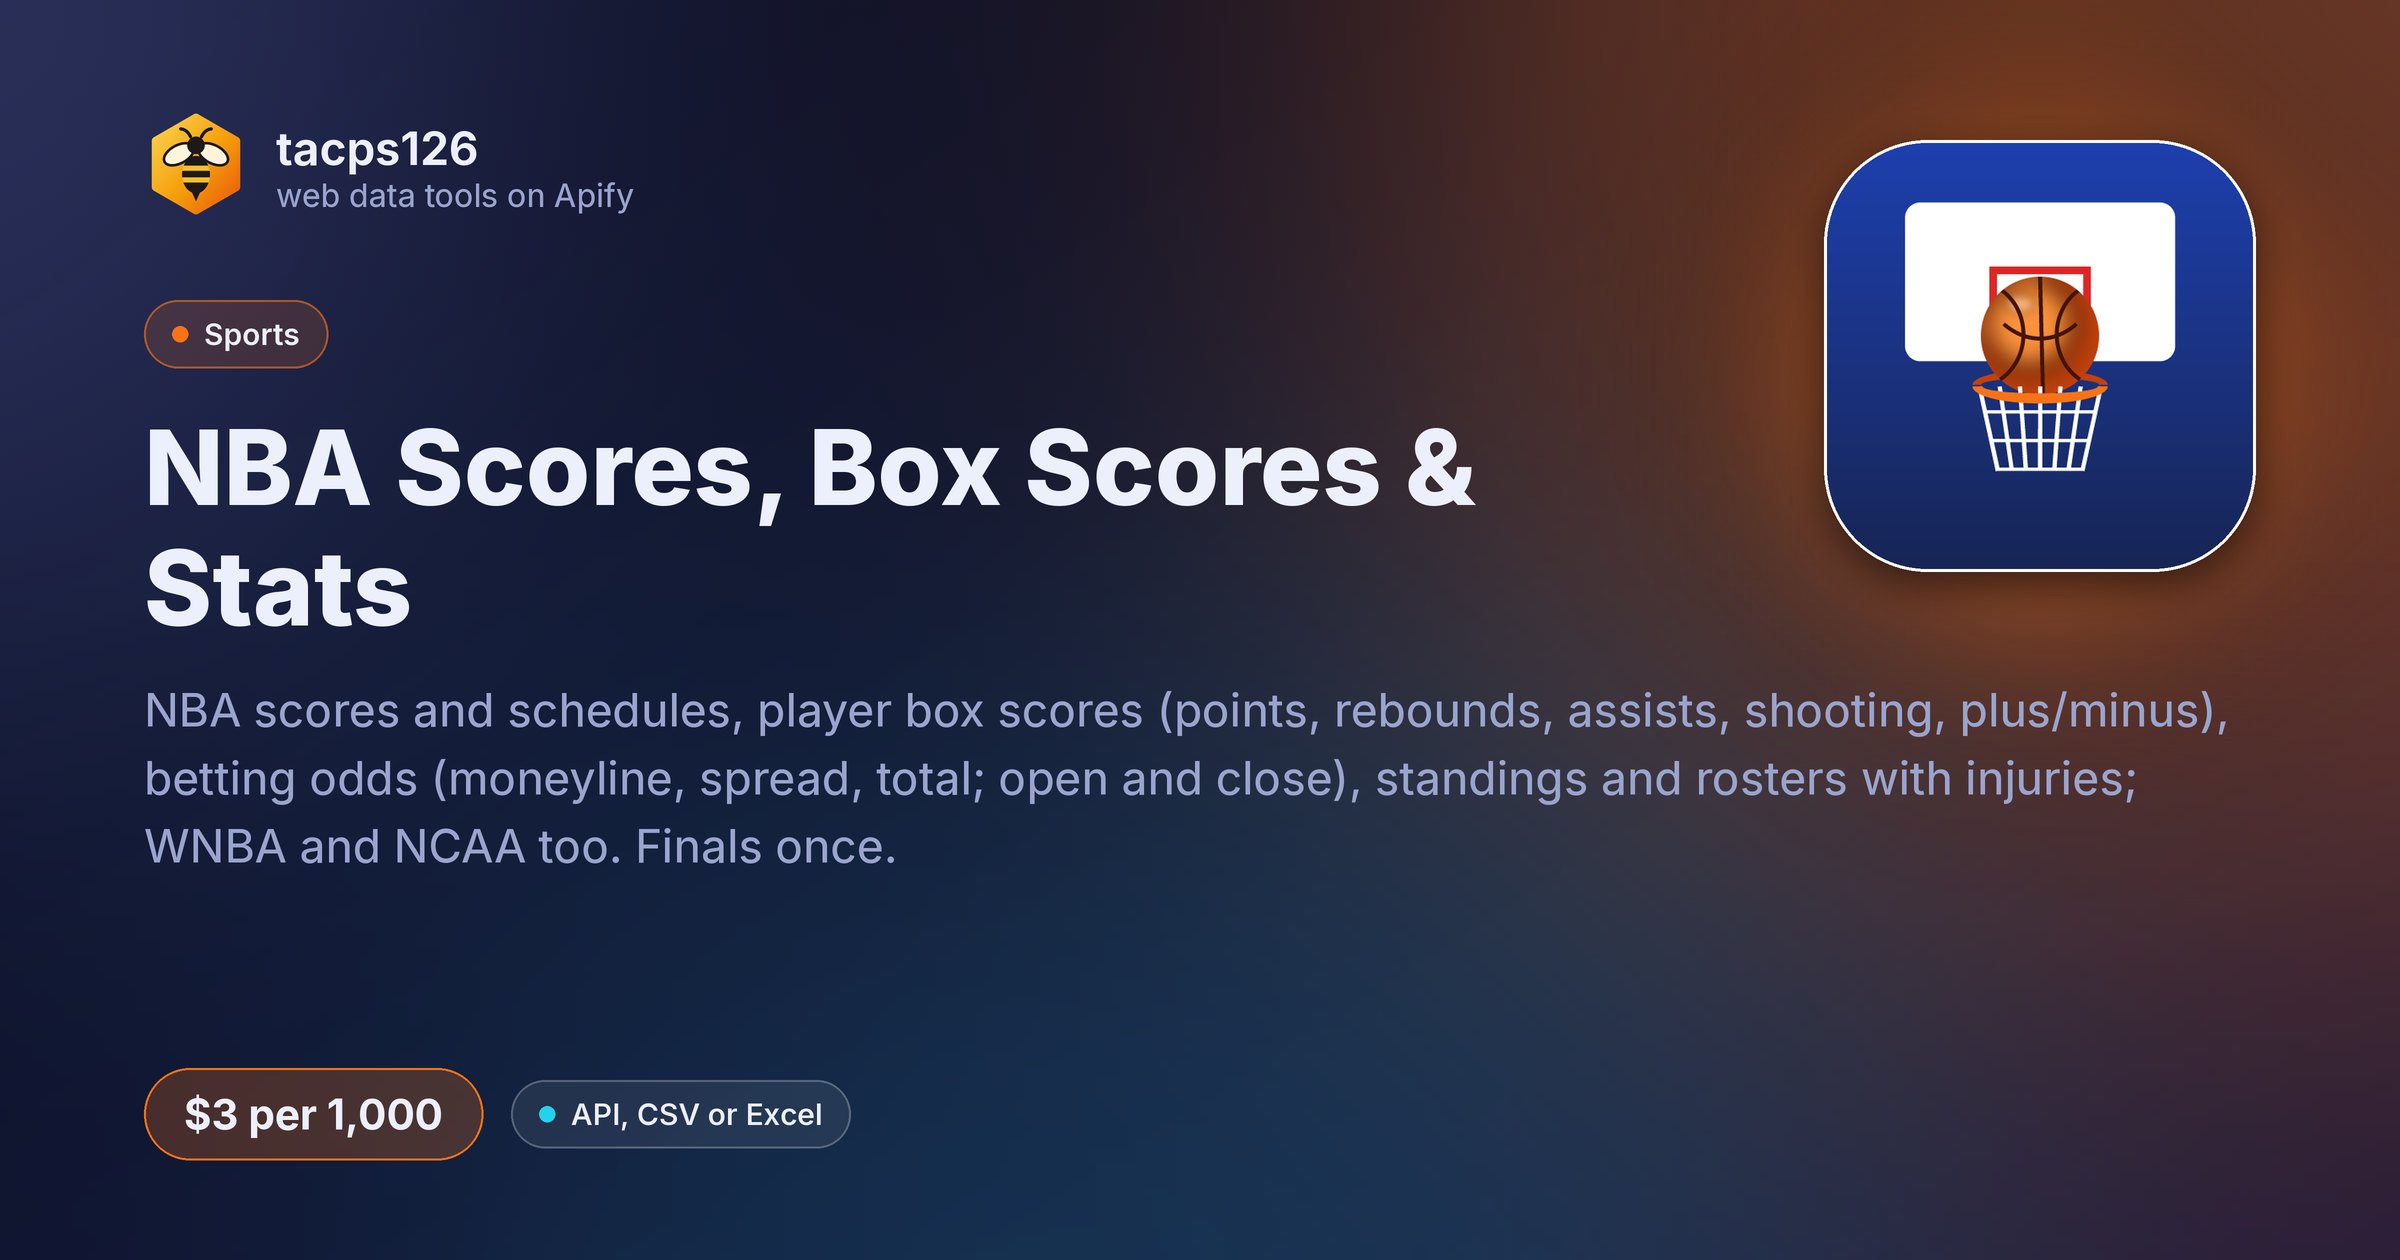 tacps126
web data tools on Apify
Sports
NBA Scores, Box Scores &
Stats
NBA scores and schedules, player box scores (points, rebounds, assists, shooting, plus/minus),
betting odds (moneyline, spread, total; open and close), standings and rosters with injuries;
WNBA and NCAA too. Finals once.
$3 per 1,000
API, CSV or Excel